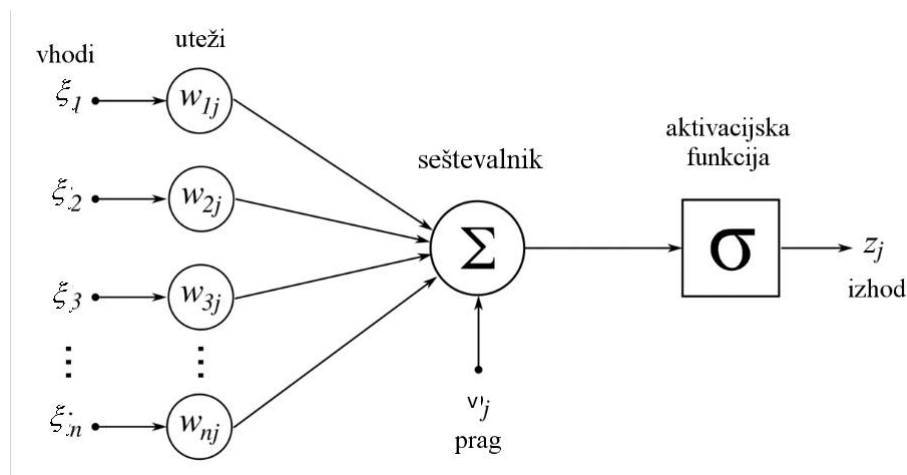 vhodi
uteži
ξ1
w1j
ξ2
w2j
ξ3
w3j
ξn
wnj
seštevalnik
Σ
prag
aktivacijska
funkcija
σ
zj
izhod